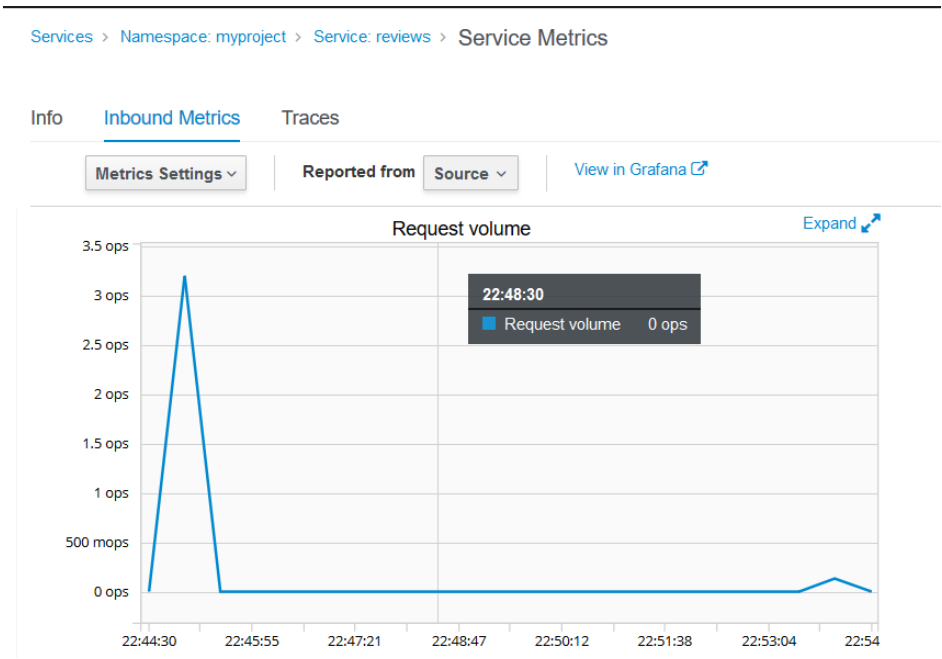 Services > Namespace: myproject > Service: reviews > Service Metrics
Info Inbound Metrics Traces
Metrics Settings Reported from Source View in Grafana
Request volume Expand
3.5 ops
3 ops
2.5 ops
2 ops
1.5 ops
1 ops
500 mops
0 ops
22:48:30
Request volume 0 ops
22:44:30 22:45:55 22:47:21 22:48:47 22:50:12 22:51:38 22:53:04 22:54